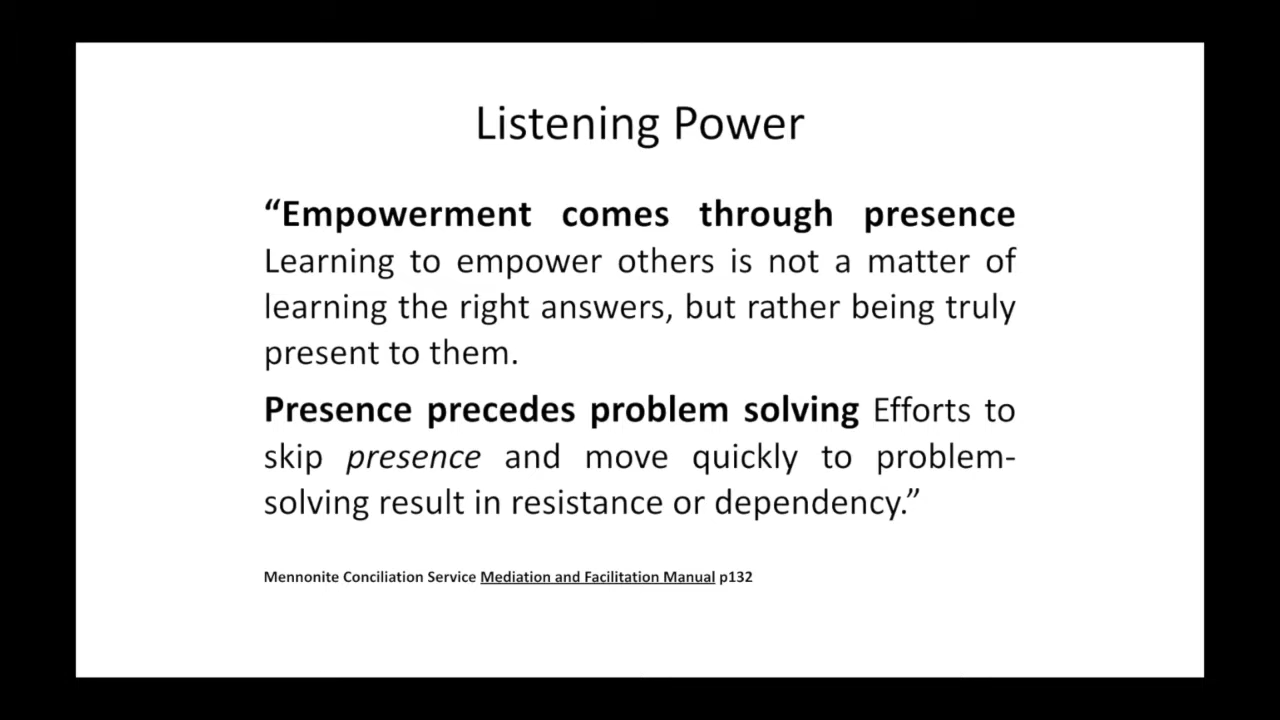 Listening Power
“Empowerment comes through presence
Learning to empower others is not a matter of
learning the right answers, but rather being truly
present to them.
Presence precedes problem solving Efforts to
skip presence and move quickly to problem-
solving result in resistance or dependency.”
Mennonite Conciliation Service Mediation and Facilitation Manual p132